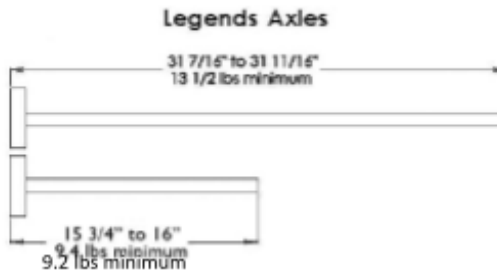 Legends Axles
31 7/16" to 31 11/16"
13 1/2 lbs minimum
15 3/4" to 16"
9.4 lbs minimum
9.2 lbs minimum